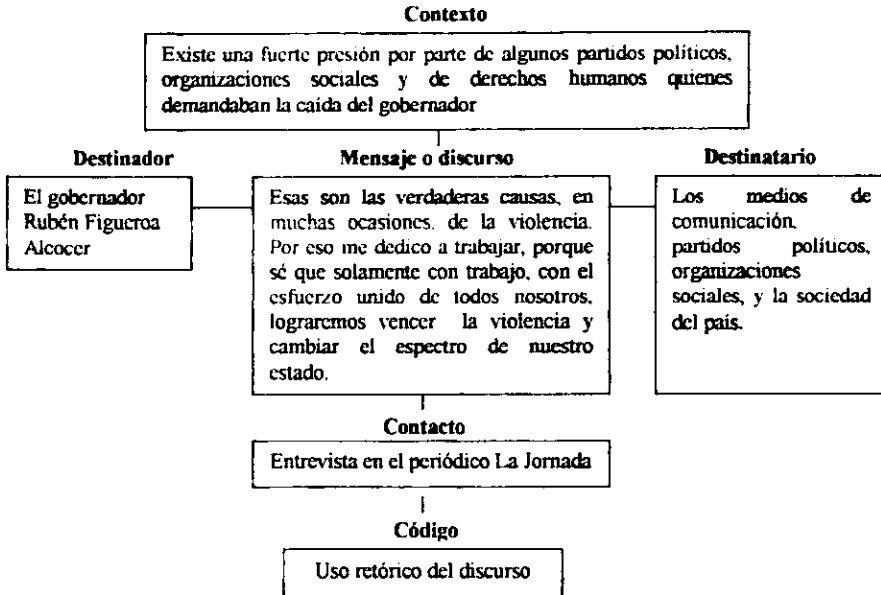 Contexto
Existe una fuerte presión por parte de algunos partidos políticos,
organizaciones sociales y de derechos humanos quienes
demandaban la caída del gobernador
Destinador
El gobernador
Rubén Figueroa
Alcocer
Mensaje o discurso
Esas son las verdaderas causas, en
muchas ocasiones, de la violencia.
Por eso me dedico a trabajar, porque
sé que solamente con trabajo, con el
esfuerzo unido de todos nosotros,
lograremos vencer la violencia y
cambiar el espectro de nuestro
estado.
Destinatario
Los medios de
comunicación,
partidos políticos,
organizaciones
sociales, y la sociedad
del país.
Contacto
Entrevista en el periódico La Jornada
Código
Uso retórico del discurso